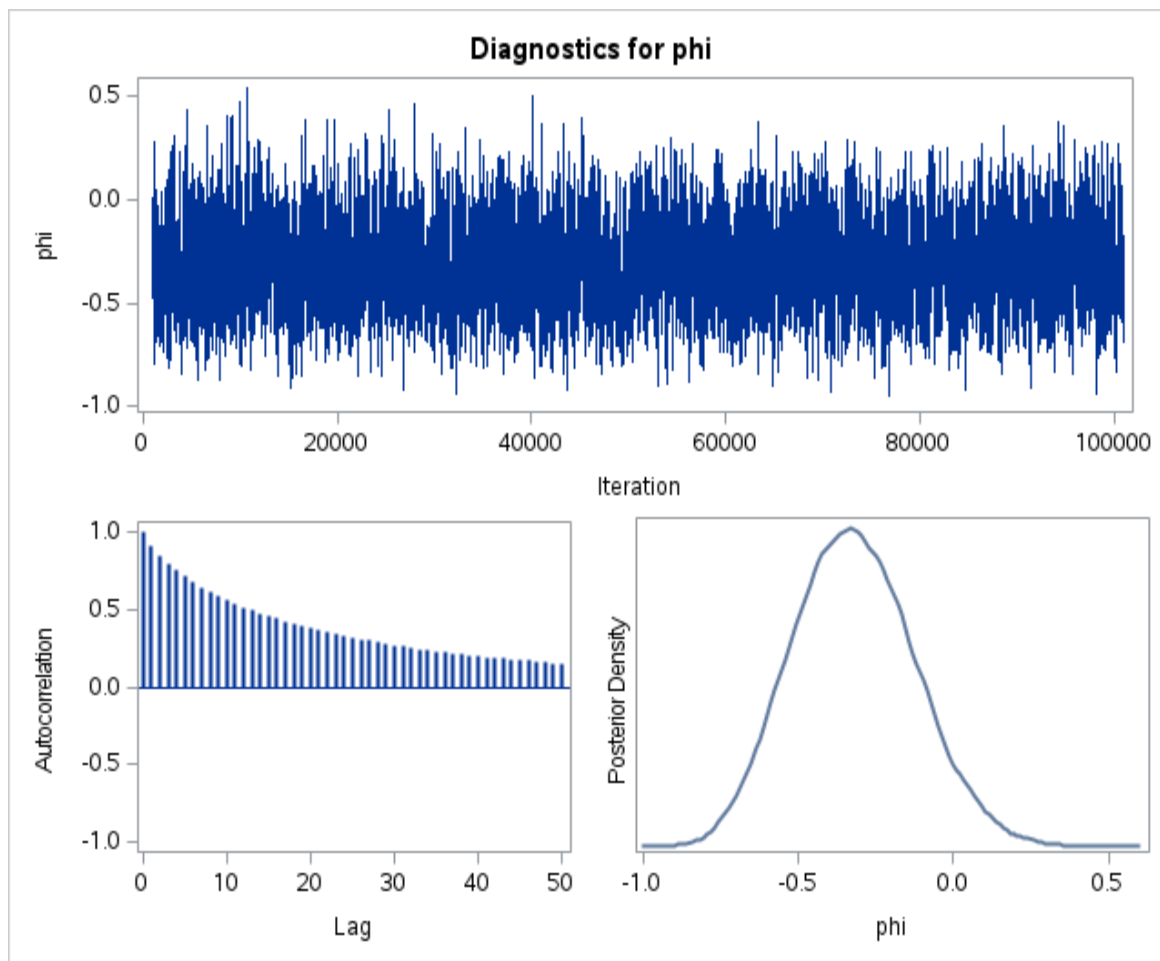 Diagnostics for phi
0.5
0.0
-0.5
-1.0
phi
0 20000 40000 60000 80000 100000
Iteration
1.0
0.5
0.0
-0.5
-1.0
Autocorrelation
0 10 20 30 40 50
Lag
Posterior Density
-1.0 -0.5 0.0 0.5
phi